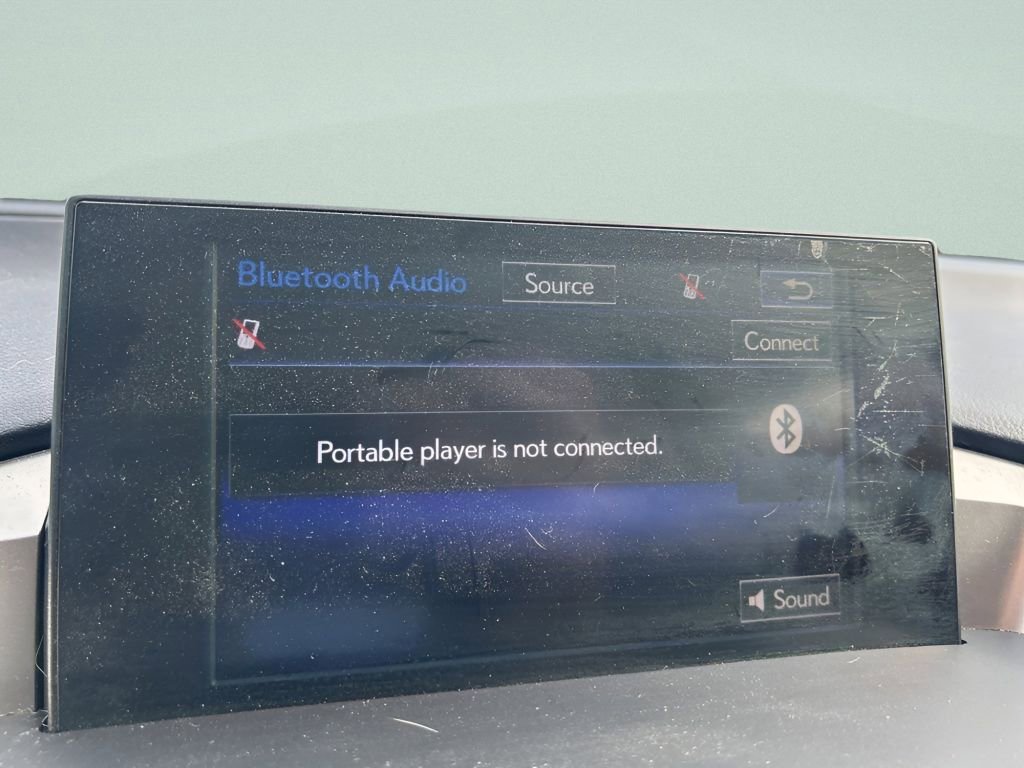 Bluetooth Audio Source
Connect
Portable player is not connected.
Sound